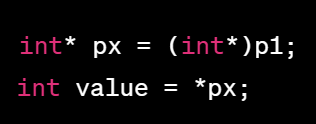 int* px = (int*)p1;
int value = *px;